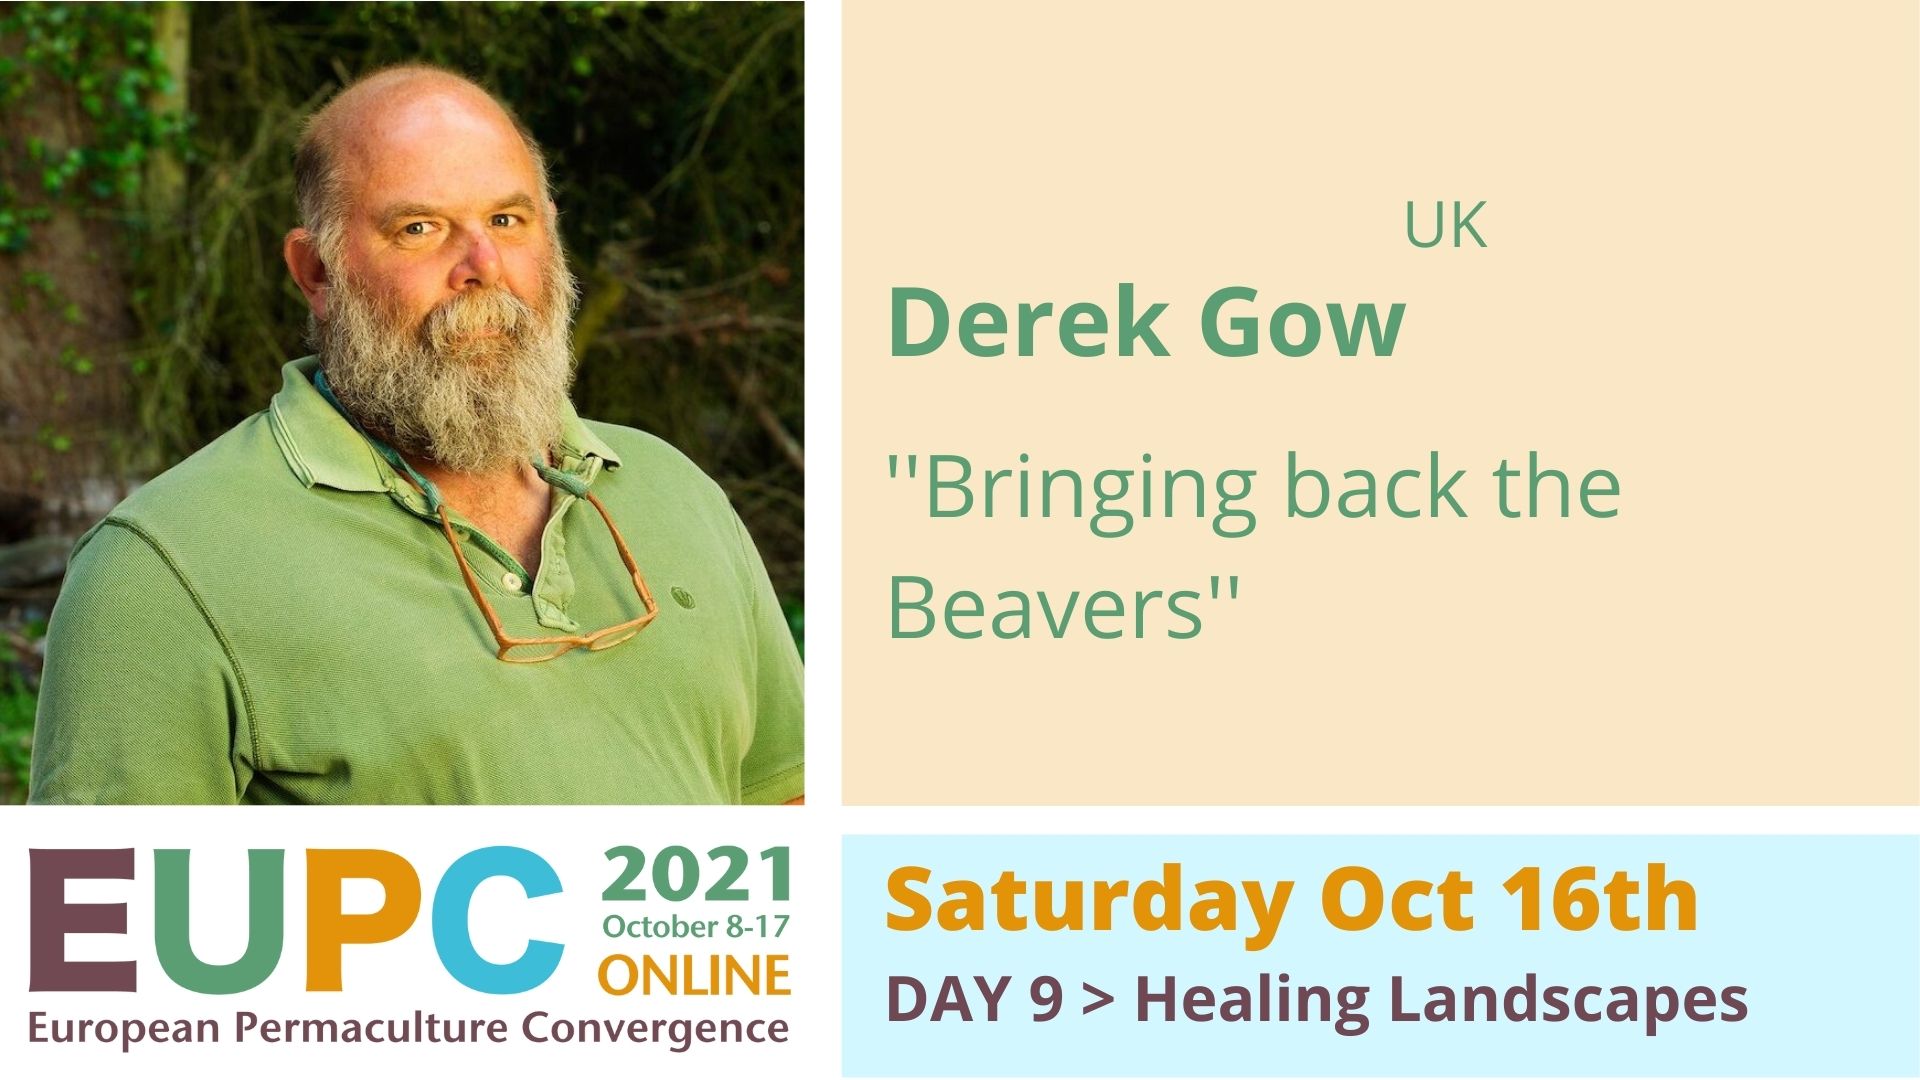 UK
Derek Gow
"Bringing back the
Beavers"
EUPC
2021
October 8-17
ONLINE
European Permaculture Convergence
Saturday Oct 16th
DAY 9 > Healing Landscapes